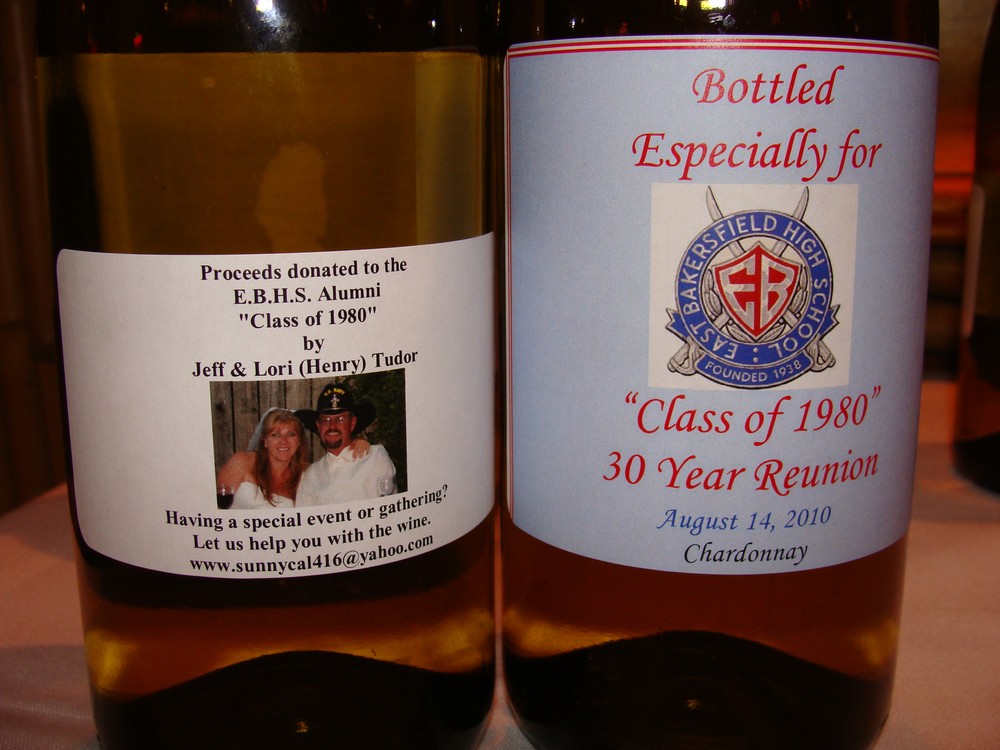 Proceeds donated to the
E.B.H.S. Alumni
"Class of 1980"
by
Jeff & Lori (Henry) Tudor
Having a special event or gathering?
Let us help you with the wine.
www.sunnycal416@yahoo.com
Bottled
Especially for
EAST BAKERSFIELD HIGH SCHOOL :
EB
FOUNDED 1938
“Class of 1980”
30 Year Reunion
August 14, 2010
Chardonnay